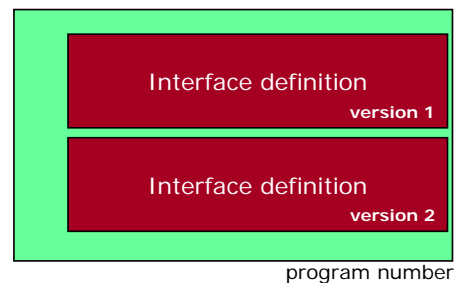 Interface definition
version 1
Interface definition
version 2
program number